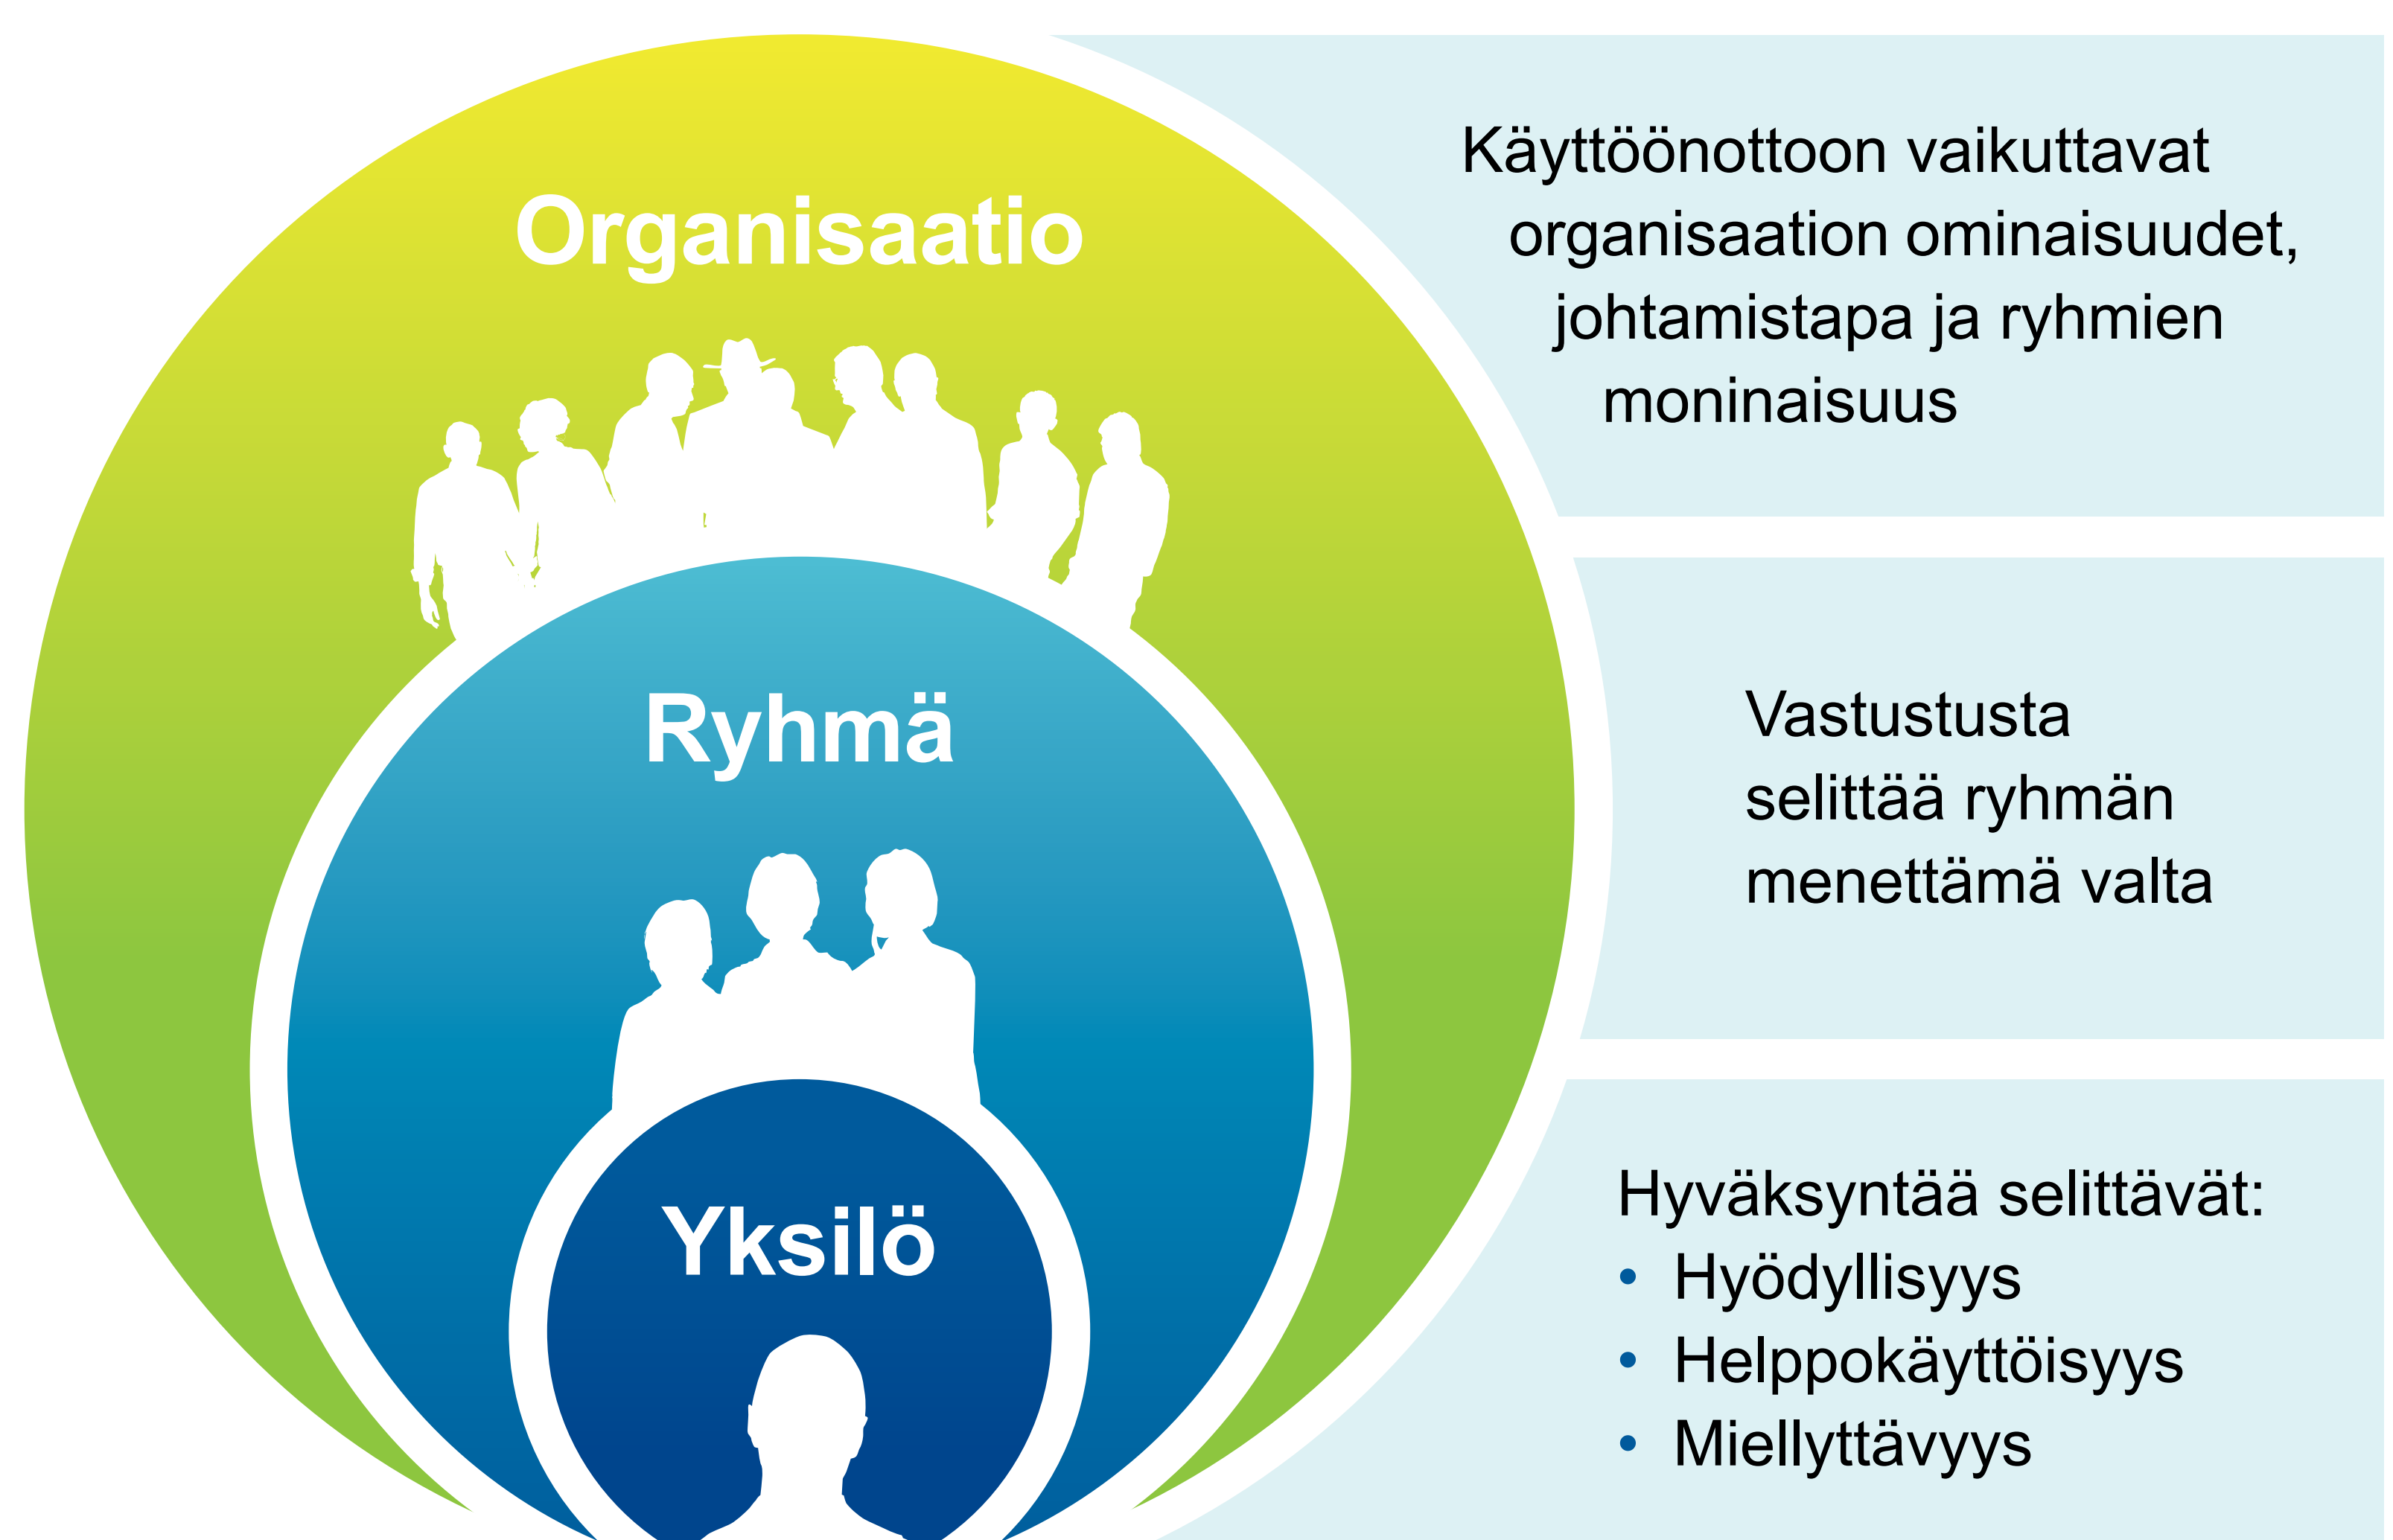 Organisaatio
Käyttöönottoon vaikuttavat
organisaation ominaisuudet,
johtamistapa ja ryhmien
moninaisuus
Ryhmä
Vastustusta
selittää ryhmän
menettämä valta
Yksilö
Hyväksyntää selittävät:
• Hyödyllisyys
• Helppokäyttöisyys
• Miellyttävyys